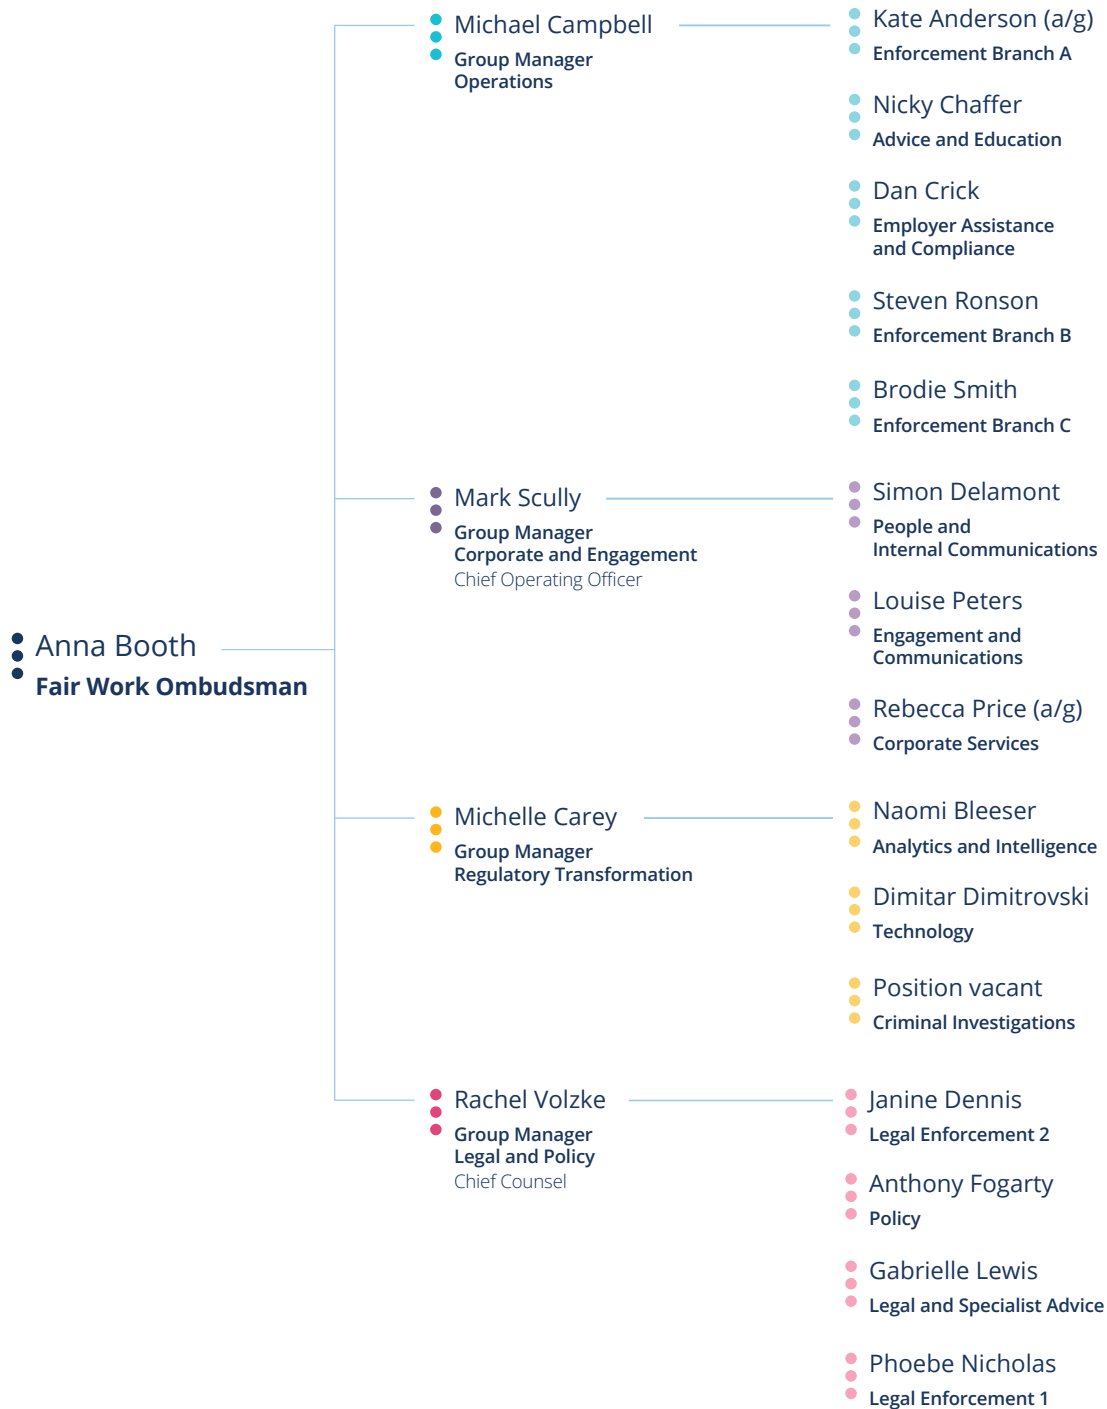 Anna Booth
Fair Work Ombudsman
Michael Campbell
Group Manager
Operations
Kate Anderson (a/g)
Enforcement Branch A
Nicky Chaffer
Advice and Education
Dan Crick
Employer Assistance
and Compliance
Steven Ronson
Enforcement Branch B
Brodie Smith
Enforcement Branch C
Mark Scully
Group Manager
Corporate and Engagement
Chief Operating Officer
Simon Delamont
People and
Internal Communications
Louise Peters
Engagement and
Communications
Rebecca Price (a/g)
Corporate Services
Michelle Carey
Group Manager
Regulatory Transformation
Naomi Bleeser
Analytics and Intelligence
Dimitar Dimitrovski
Technology
Position vacant
Criminal Investigations
Rachel Volzke
Group Manager
Legal and Policy
Chief Counsel
Janine Dennis
Legal Enforcement 2
Anthony Fogarty
Policy
Gabrielle Lewis
Legal and Specialist Advice
Phoebe Nicholas
Legal Enforcement 1